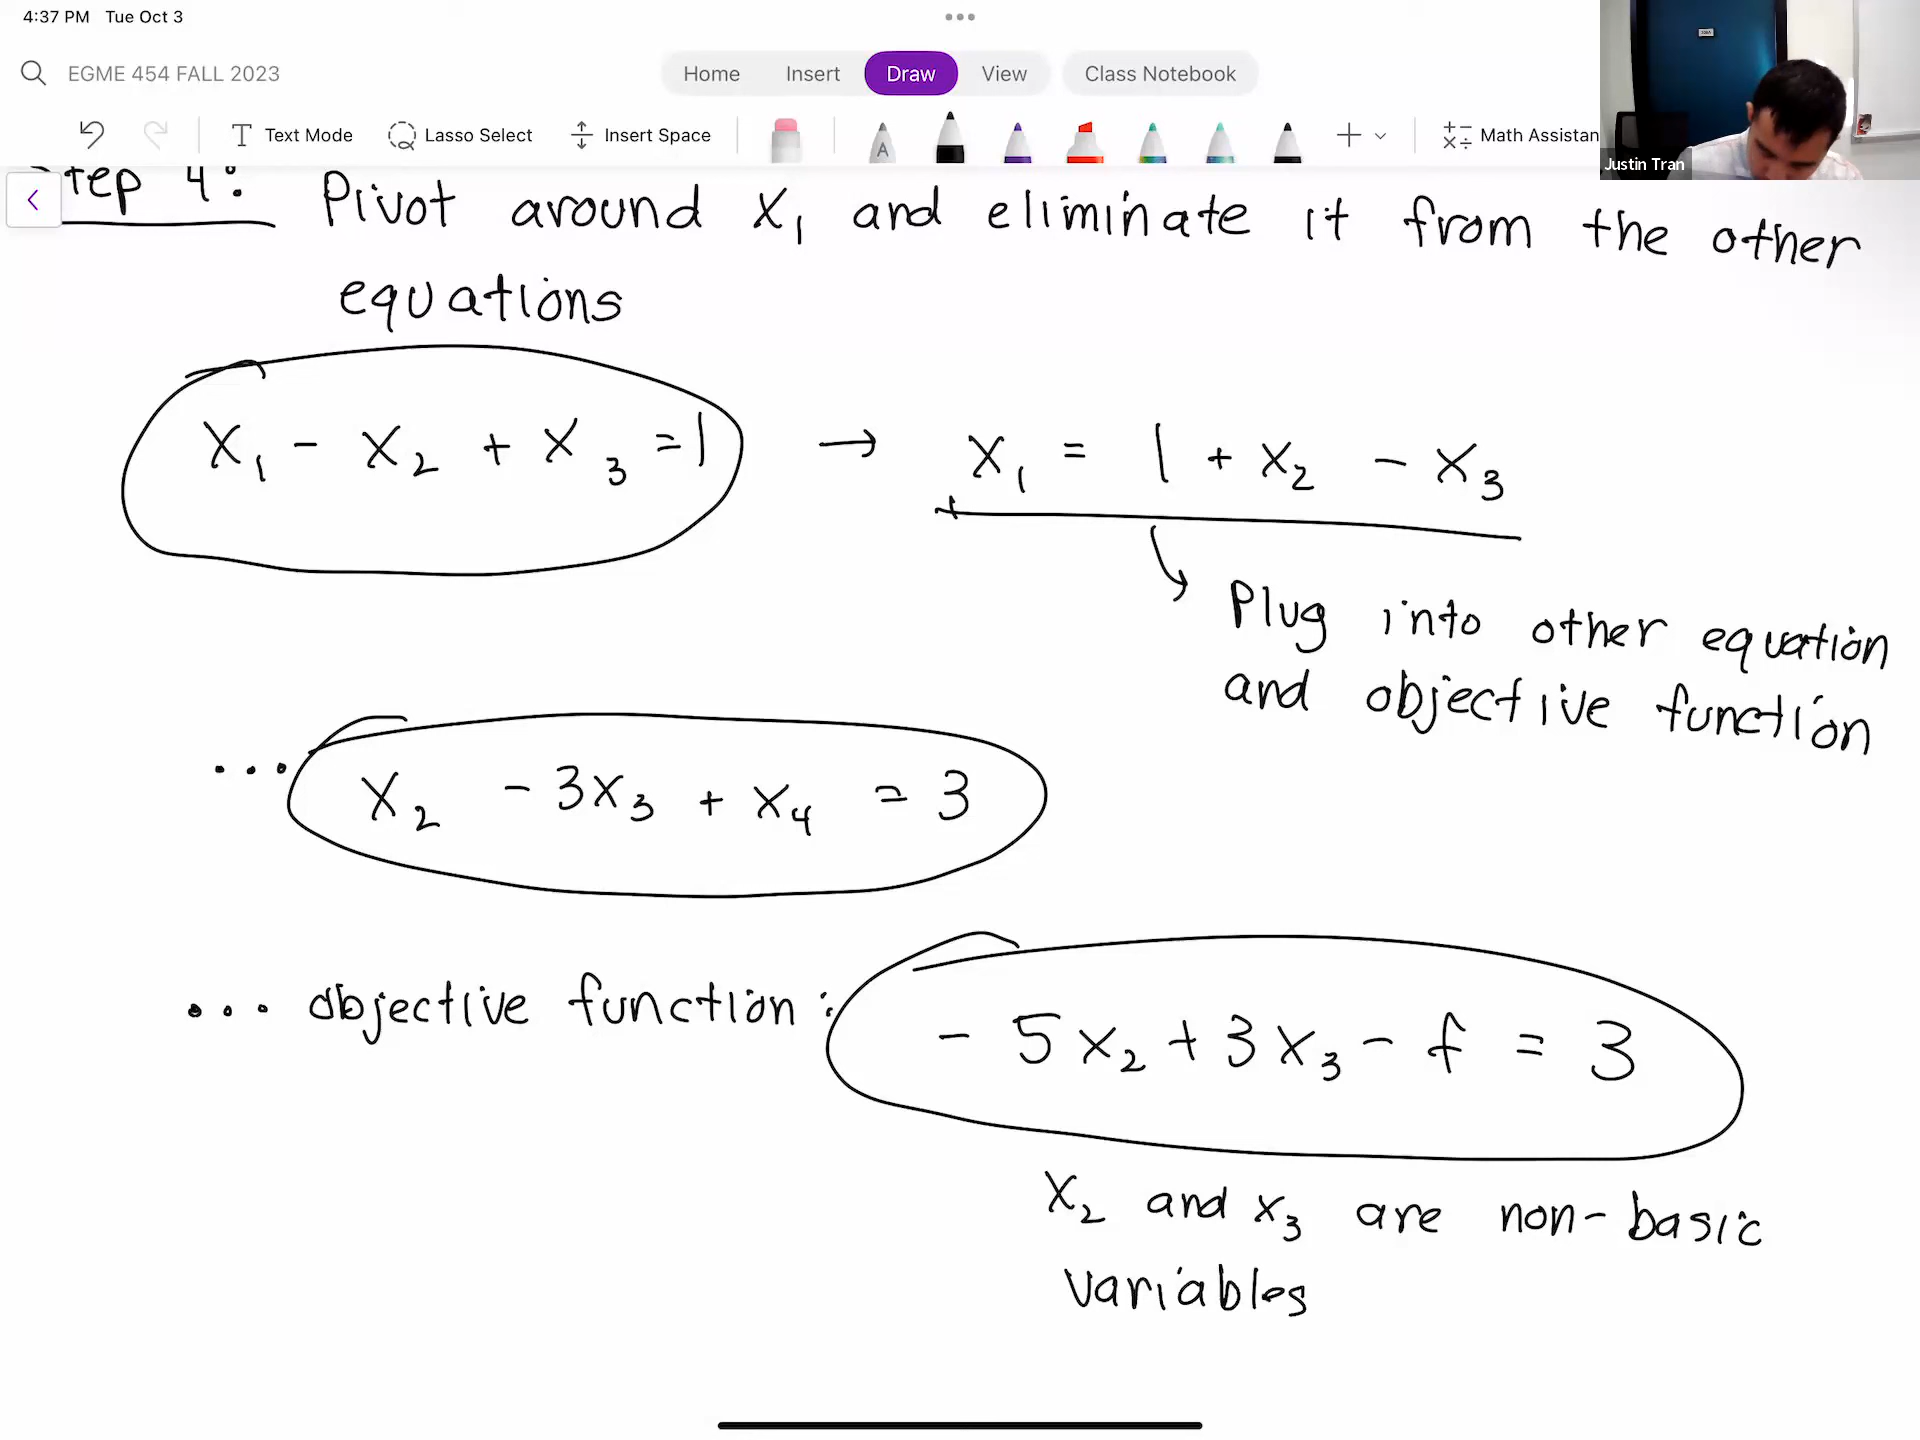 4:37 PM Tue Oct 3
EGME 454 FALL 2023
Home Insert Draw View Class Notebook
Text Mode Lasso Select Insert Space A Math Assistan
Justin Tran
Step 4: Pivot around x₁ and eliminate it from the other
equations
x₁ - x₂ + x₃ = 1 → x₁ = 1 + x₂ - x₃
Plug into other equation
and objective function
... x₂ - 3x₃ + x₄ = 3
... objective function: - 5x₂ + 3x₃ - f = 3
x₂ and x₃ are non-basic
variables